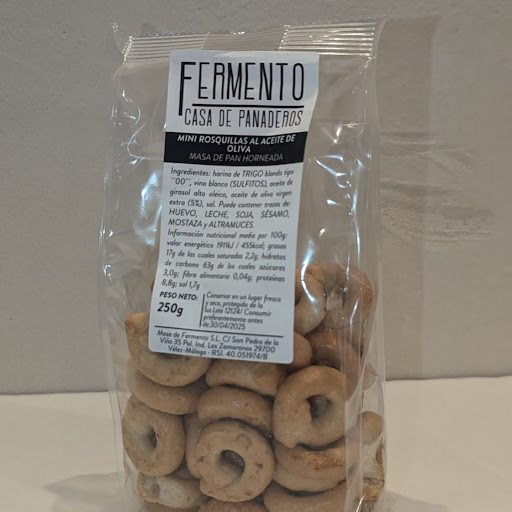 FERMENTO
CASA DE PANADEROS
MINI ROSQUILLAS AL ACEITE DE
OLIVA
MASA DE PAN HORNEADA
Ingredientes: harina de TRIGO blando tipo
"00", vino blanco (SULFITOS), aceite de
girasol alto oleico, aceite de oliva virgen
extra (5%), sal. Puede contener trazas de:
HUEVO, LECHE, SOJA, SÉSAMO,
MOSTAZA y ALTRAMUCES.
Información nutricional media por 100g:
valor energético 1911kJ / 455kcal; grasas
17g de las cuales saturadas 2,2g; hidratos
de carbono 63g de los cuales azúcares
3,0g; fibra alimentaria 0,04g; proteínas
8,8g; sal 1,7g
PESO NETO:
250g
Conservar en un lugar fresco
y seco, protegido de la
luz.Lote 12124/ Consumir
preferentemente antes
de:30/04/2025
Masa de Fermento S.L. C/ San Pedro de la
Viña 35 Pol. Ind. Los Zamoranos 29700
Vélez-Málaga - RSI. 40.051974/B